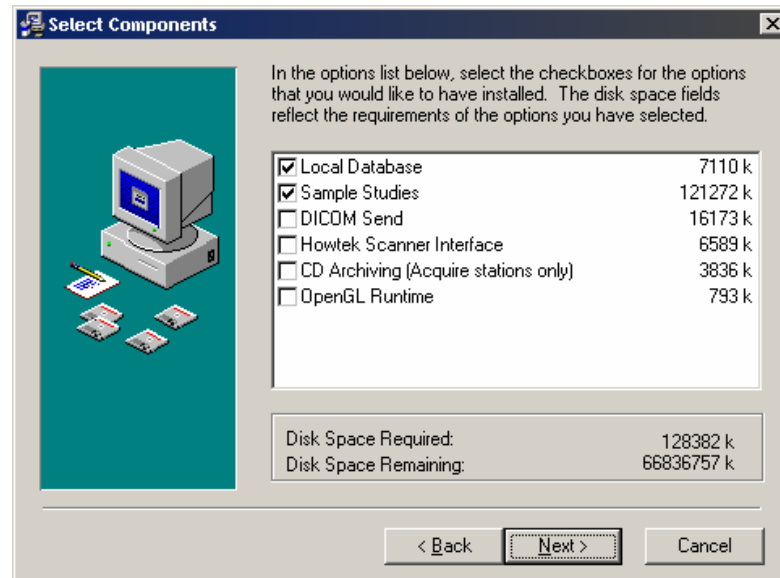 Select Components
In the options list below, select the checkboxes for the options
that you would like to have installed.  The disk space fields
reflect the requirements of the options you have selected.
Local Database 7110 k
Sample Studies 121272 k
DICOM Send 16173 k
Howtek Scanner Interface 6589 k
CD Archiving (Acquire stations only) 3836 k
OpenGL Runtime 793 k
Disk Space Required: 128382 k
Disk Space Remaining: 66836757 k
< Back Next > Cancel